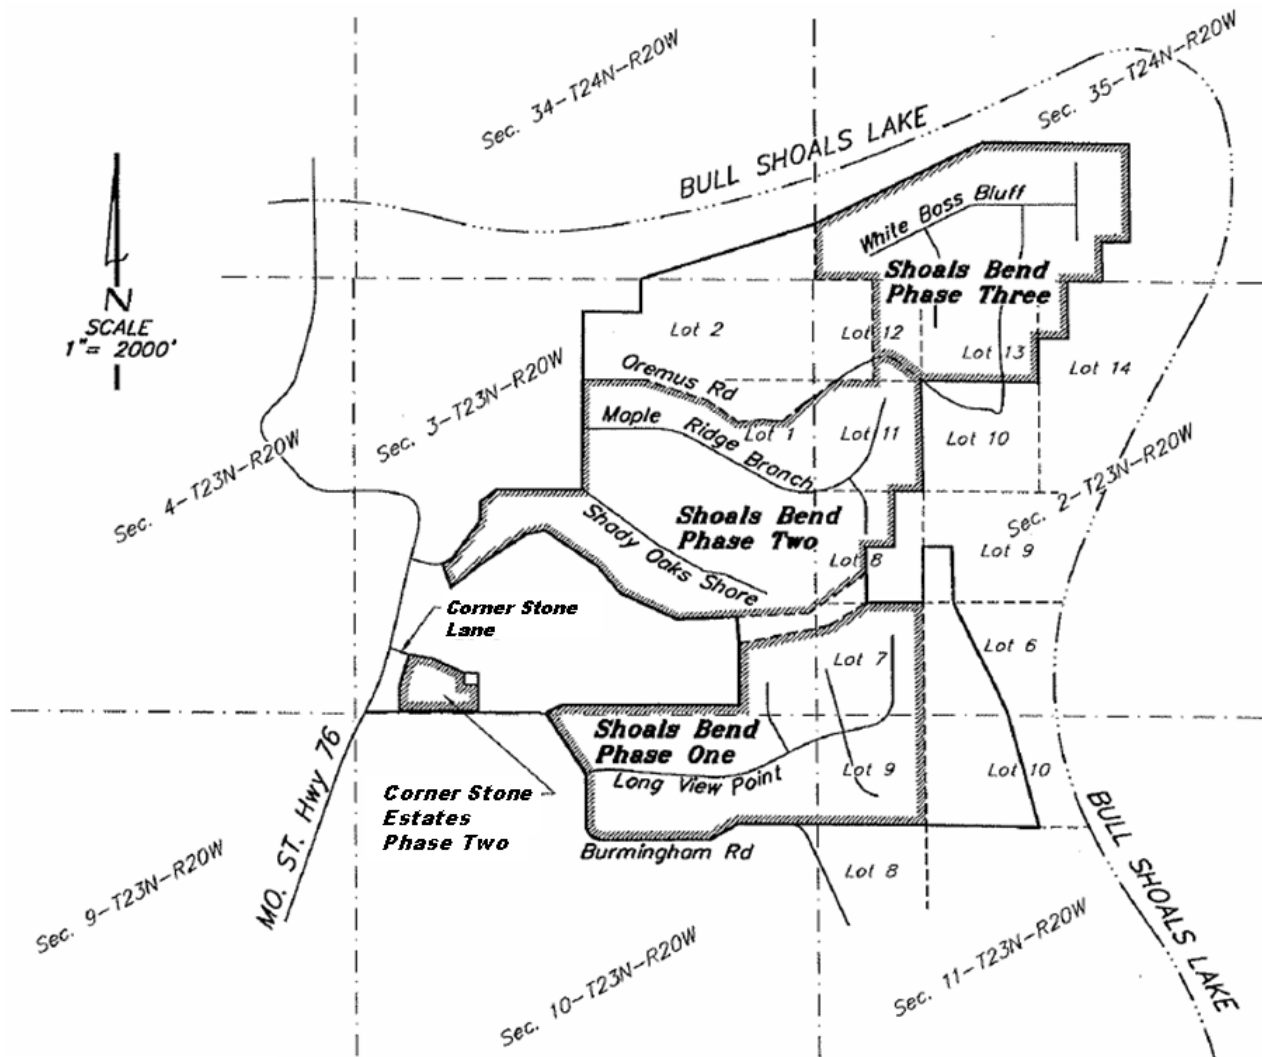 Sec. 34-T24N-R20W
Sec. 35-T24N-R20W
BULL SHOALS LAKE
White Bass Bluff
Shoals Bend
Phase Three
N
SCALE
1"= 2000'
Lot 2
Lot 12
Lot 13
Lot 14
Oremus Rd
Sec. 3-T23N-R20W
Maple Ridge Branch
Lot 1
Lot 11
Lot 10
Sec. 4-T23N-R20W
Sec. 2-T23N-R20W
Shoals Bend
Phase Two
Shady Oaks Shore
Lot 8
Lot 9
Corner Stone
Lane
Lot 7
Lot 6
Shoals Bend
Phase One
Long View Point
Lot 9
Lot 10
MO. ST. Hwy 76
Corner Stone
Estates
Phase Two
Burmingham Rd
Lot 8
BULL SHOALS LAKE
Sec. 9-T23N-R20W
Sec. 10-T23N-R20W
Sec. 11-T23N-R20W